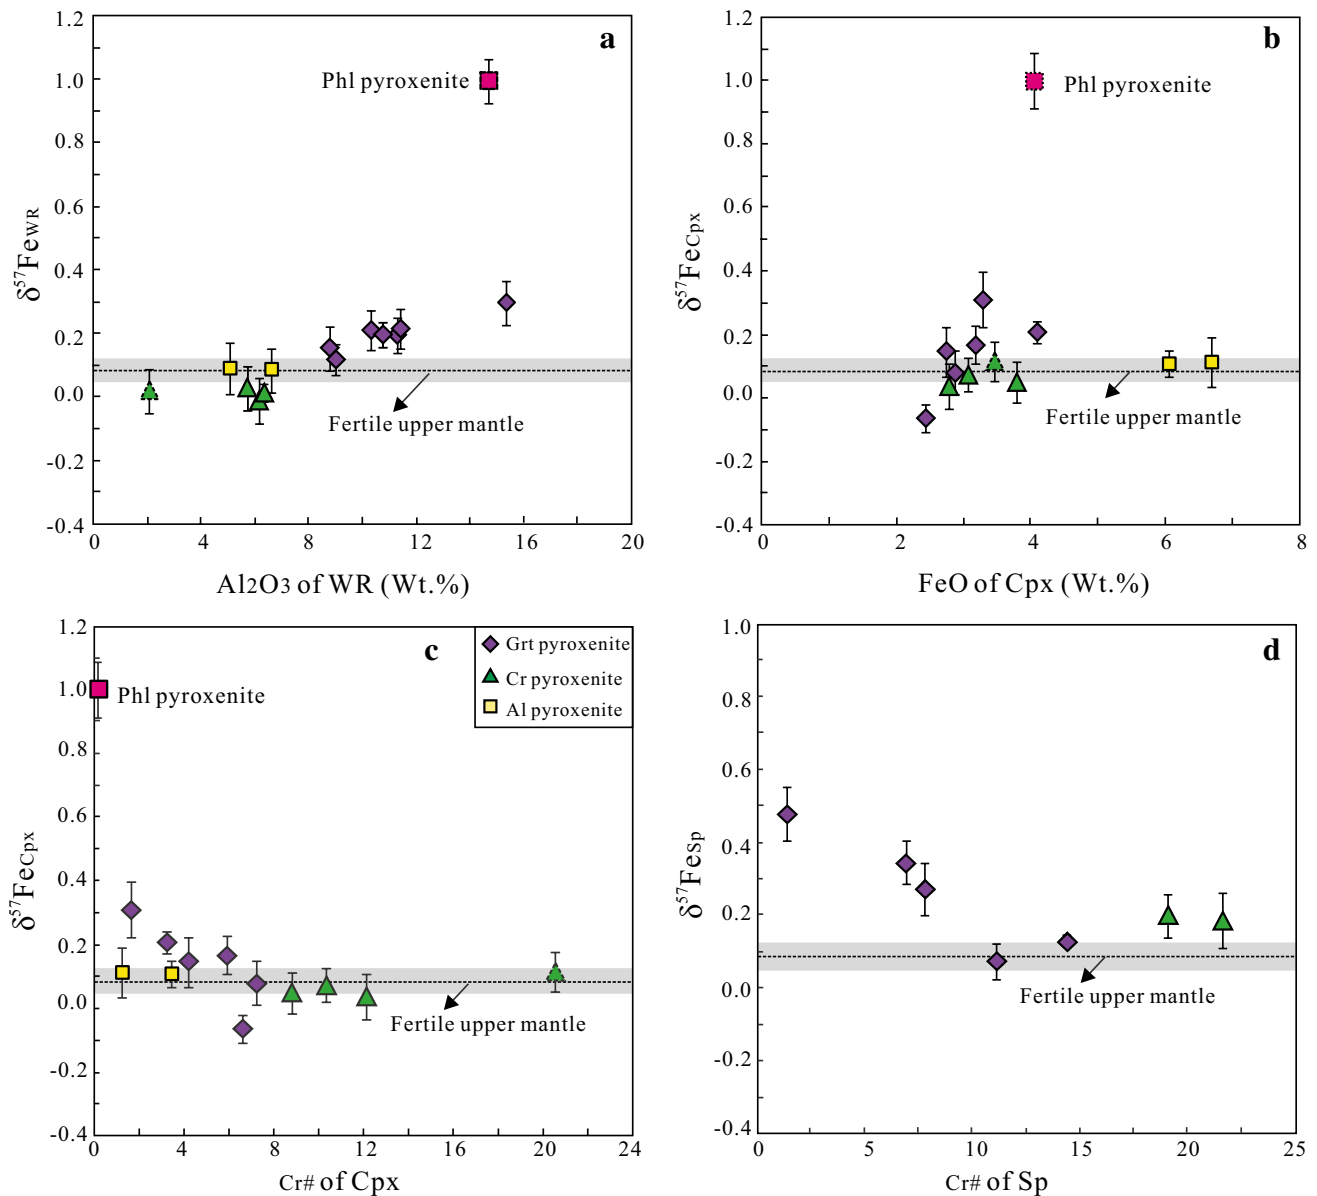 a
1.2
1.0
0.8
0.6
0.4
0.2
0.0
-0.2
-0.4
δ57FeWR
Phl pyroxenite
Fertile upper mantle
0 4 8 12 16 20
Al2O3 of WR (Wt.%)
b
1.2
1.0
0.8
0.6
0.4
0.2
0.0
-0.2
-0.4
δ57FeCpx
Phl pyroxenite
Fertile upper mantle
0 2 4 6 8
FeO of Cpx (Wt.%)
c
1.2
1.0
0.8
0.6
0.4
0.2
0.0
-0.2
-0.4
δ57FeCpx
Grt pyroxenite
Cr pyroxenite
Al pyroxenite
Phl pyroxenite
Fertile upper mantle
0 4 8 12 16 20 24
Cr# of Cpx
d
1.0
0.8
0.6
0.4
0.2
0.0
-0.2
-0.4
δ57FeSp
Fertile upper mantle
0 5 10 15 20 25
Cr# of Sp